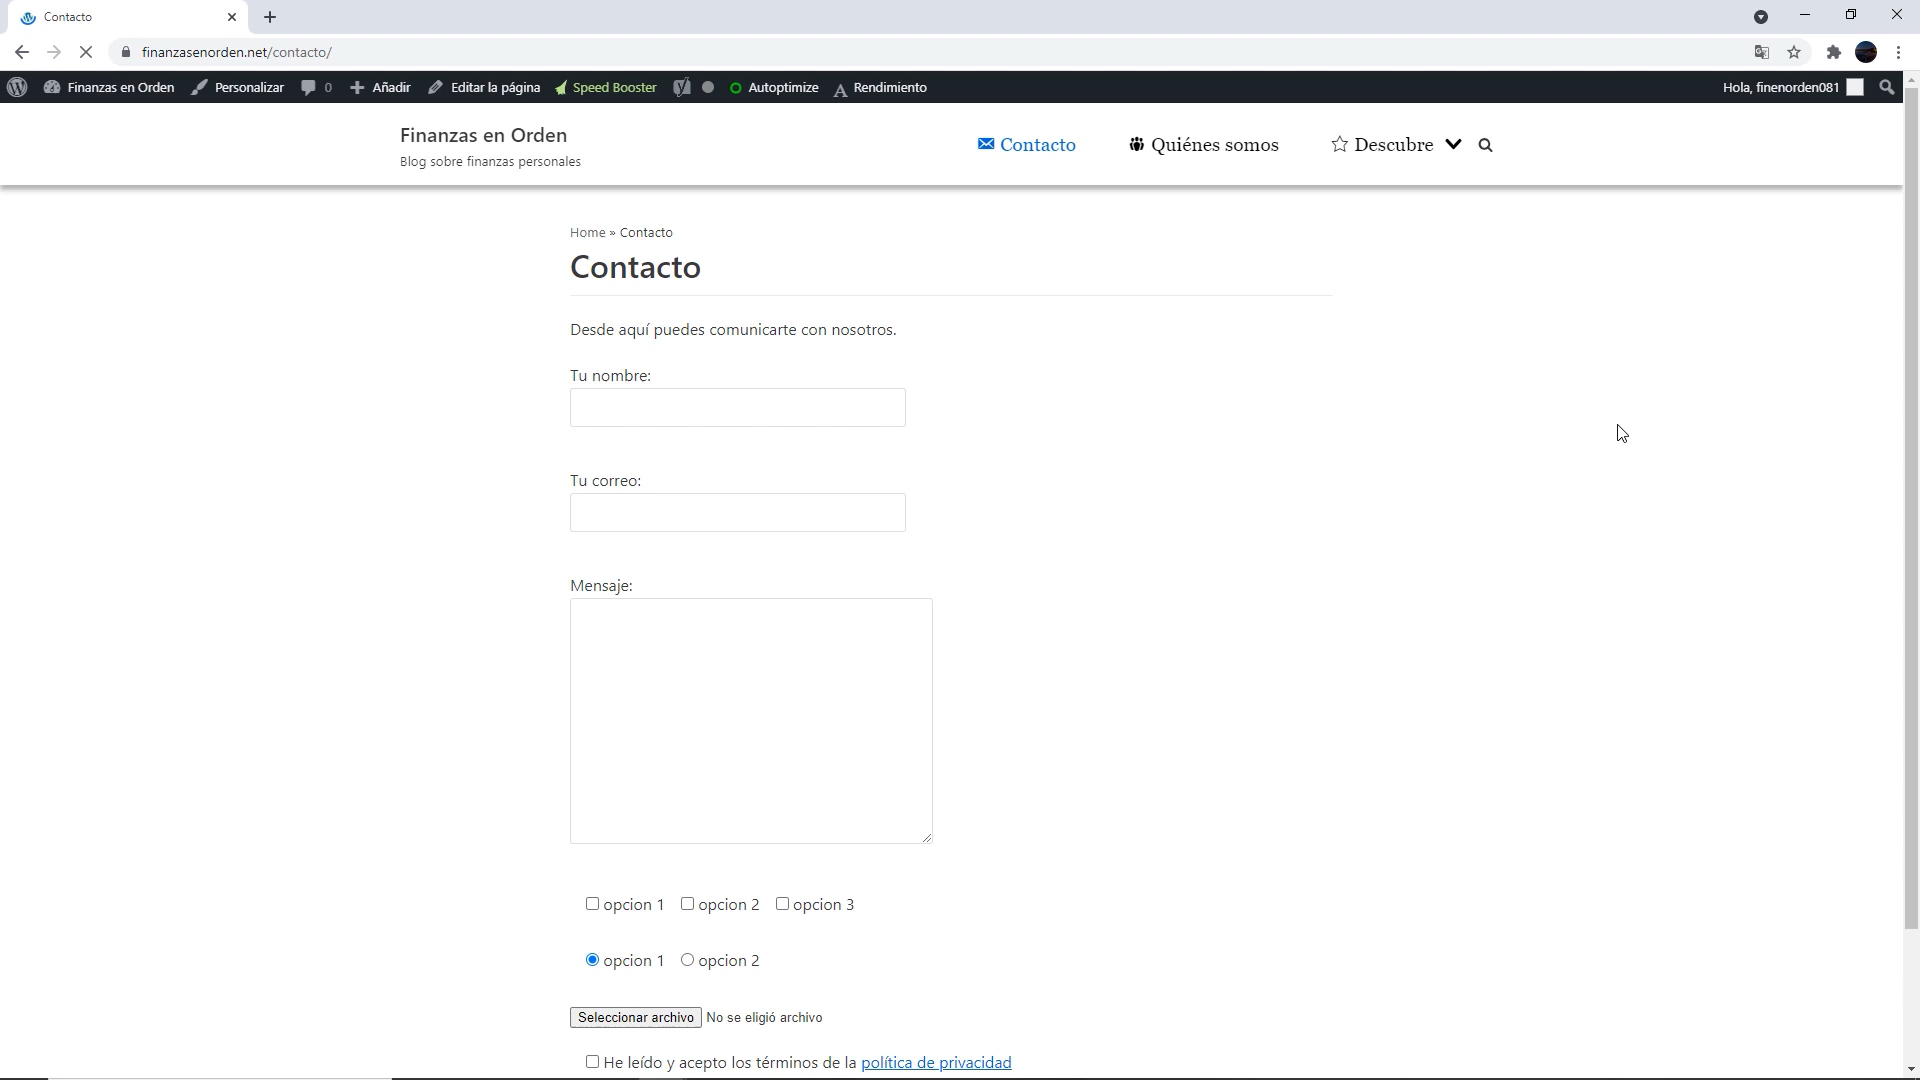 Contacto
finanzasenorden.net/contacto/
Finanzas en Orden Personalizar 0 Añadir Editar la página Speed Booster Autoptimize Rendimiento Hola, finenorden081
Finanzas en Orden
Blog sobre finanzas personales
Contacto Quiénes somos Descubre
Home » Contacto
Contacto
Desde aquí puedes comunicarte con nosotros.
Tu nombre:
Tu correo:
Mensaje:
opcion 1 opcion 2 opcion 3
opcion 1 opcion 2
Seleccionar archivo No se eligió archivo
He leído y acepto los términos de la política de privacidad